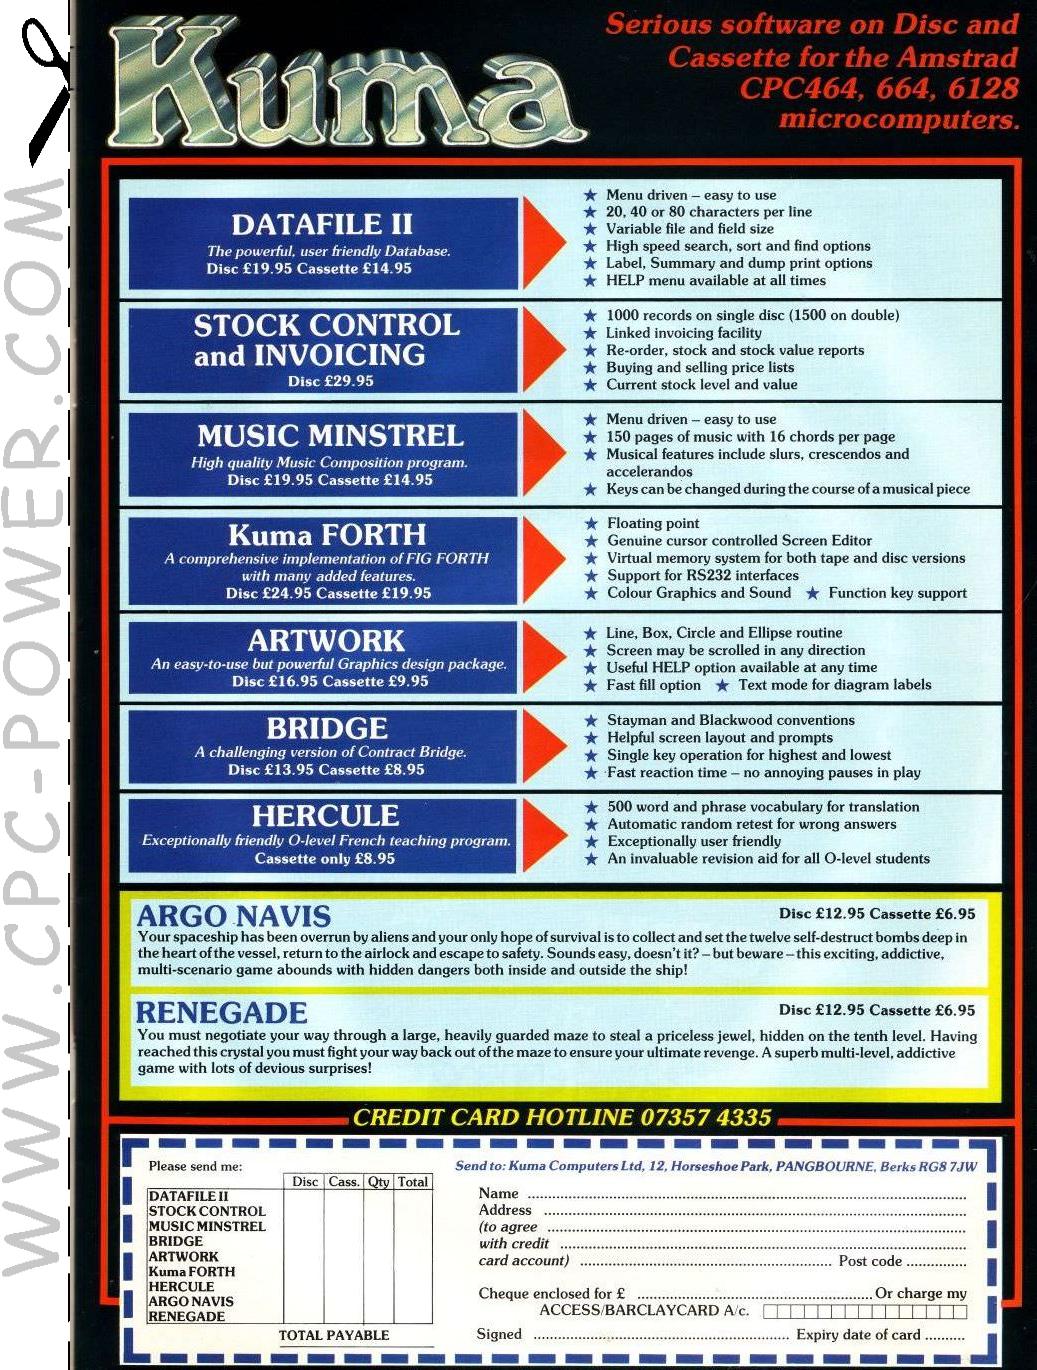 WWW.CPC-POWER.COM
Kuma
Serious software on Disc and
Cassette for the Amstrad
CPC464, 664, 6128
microcomputers.
DATAFILE II
The powerful, user friendly Database.
Disc £19.95 Cassette £14.95
★ Menu driven – easy to use
★ 20, 40 or 80 characters per line
★ Variable file and field size
★ High speed search, sort and find options
★ Label, Summary and dump print options
★ HELP menu available at all times
STOCK CONTROL
and INVOICING
Disc £29.95
★ 1000 records on single disc (1500 on double)
★ Linked invoicing facility
★ Re-order, stock and stock value reports
★ Buying and selling price lists
★ Current stock level and value
MUSIC MINSTREL
High quality Music Composition program.
Disc £19.95 Cassette £14.95
★ Menu driven – easy to use
★ 150 pages of music with 16 chords per page
★ Musical features include slurs, crescendos and
accelerandos
★ Keys can be changed during the course of a musical piece
Kuma FORTH
A comprehensive implementation of FIG FORTH
with many added features.
Disc £24.95 Cassette £19.95
★ Floating point
★ Genuine cursor controlled Screen Editor
★ Virtual memory system for both tape and disc versions
★ Support for RS232 interfaces
★ Colour Graphics and Sound ★ Function key support
ARTWORK
An easy-to-use but powerful Graphics design package.
Disc £16.95 Cassette £9.95
★ Line, Box, Circle and Ellipse routine
★ Screen may be scrolled in any direction
★ Useful HELP option available at any time
★ Fast fill option ★ Text mode for diagram labels
BRIDGE
A challenging version of Contract Bridge.
Disc £13.95 Cassette £8.95
★ Stayman and Blackwood conventions
★ Helpful screen layout and prompts
★ Single key operation for highest and lowest
★ Fast reaction time – no annoying pauses in play
HERCULE
Exceptionally friendly O-level French teaching program.
Cassette only £8.95
★ 500 word and phrase vocabulary for translation
★ Automatic random retest for wrong answers
★ Exceptionally user friendly
★ An invaluable revision aid for all O-level students
ARGO NAVIS
Disc £12.95 Cassette £6.95
Your spaceship has been overrun by aliens and your only hope of survival is to collect and set the twelve self-destruct bombs deep in
the heart of the vessel, return to the airlock and escape to safety. Sounds easy, doesn't it? – but beware – this exciting, addictive,
multi-scenario game abounds with hidden dangers both inside and outside the ship!
RENEGADE
Disc £12.95 Cassette £6.95
You must negotiate your way through a large, heavily guarded maze to steal a priceless jewel, hidden on the tenth level. Having
reached this crystal you must fight your way back out of the maze to ensure your ultimate revenge. A superb multi-level, addictive
game with lots of devious surprises!
CREDIT CARD HOTLINE 07357 4335
Please send me:
Disc Cass. Qty Total
DATAFILE II
STOCK CONTROL
MUSIC MINSTREL
BRIDGE
ARTWORK
Kuma FORTH
HERCULE
ARGO NAVIS
RENEGADE
TOTAL PAYABLE
Send to: Kuma Computers Ltd, 12, Horseshoe Park, PANGBOURNE, Berks RG8 7JW
Name
Address
(to agree
with credit
card account) Post code
Cheque enclosed for £ Or charge my
ACCESS/BARCLAYCARD A/c.
Signed Expiry date of card